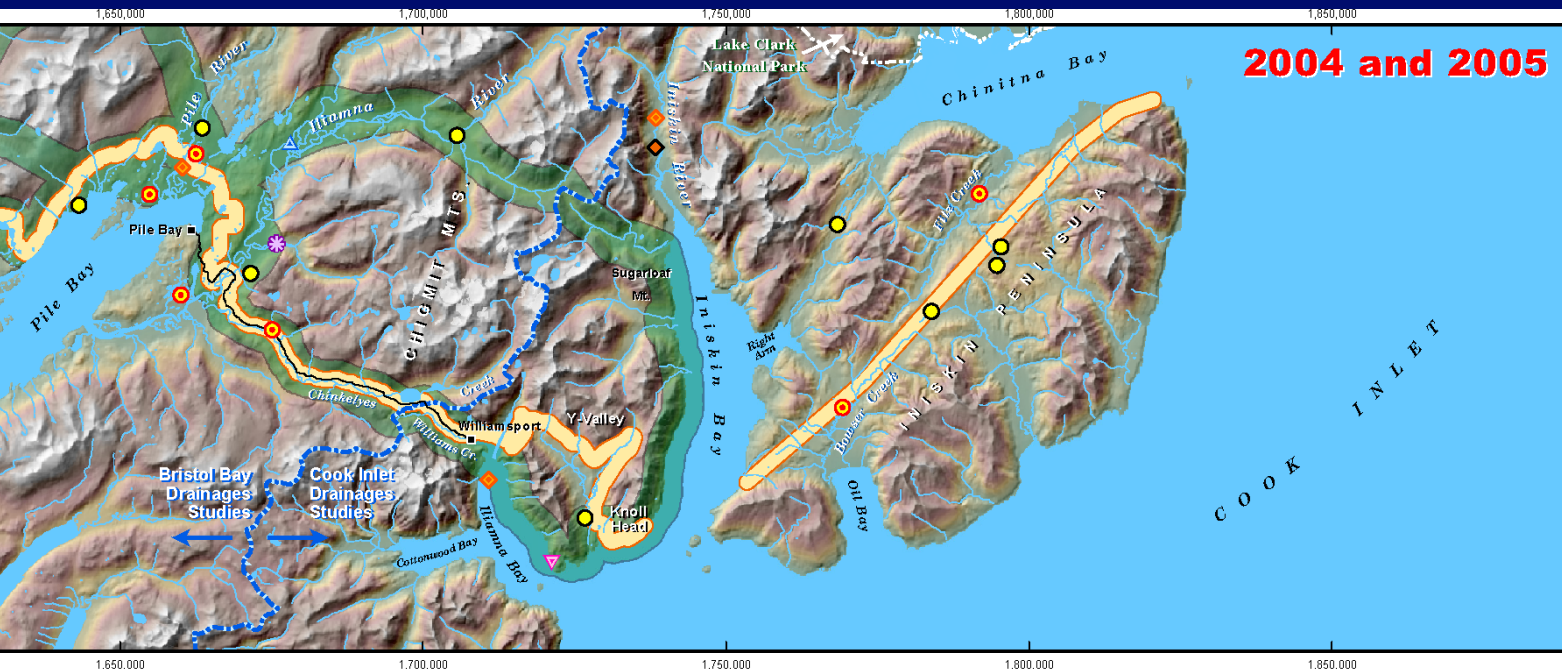 1,650,000
1,700,000
1,750,000
1,800,000
1,850,000
2004 and 2005
Lake Clark
National Park
Chinitna Bay
Pile River
Iliamna River
Iniskin River
Pile Bay
Pile Bay
CHIGMIT MTS.
Fitz Creek
Sugarloaf
Mt.
INISKIN PENINSULA
Iniskin Bay
Right
Arm
Chinkelyes Creek
Williams Cr.
Williamsport
Y-Valley
Bowser Creek
COOK INLET
Bristol Bay
Drainages
Studies
Cook Inlet
Drainages
Studies
Knoll
Head
Oil Bay
Iliamna Bay
Cottonwood Bay
1,650,000
1,700,000
1,750,000
1,800,000
1,850,000